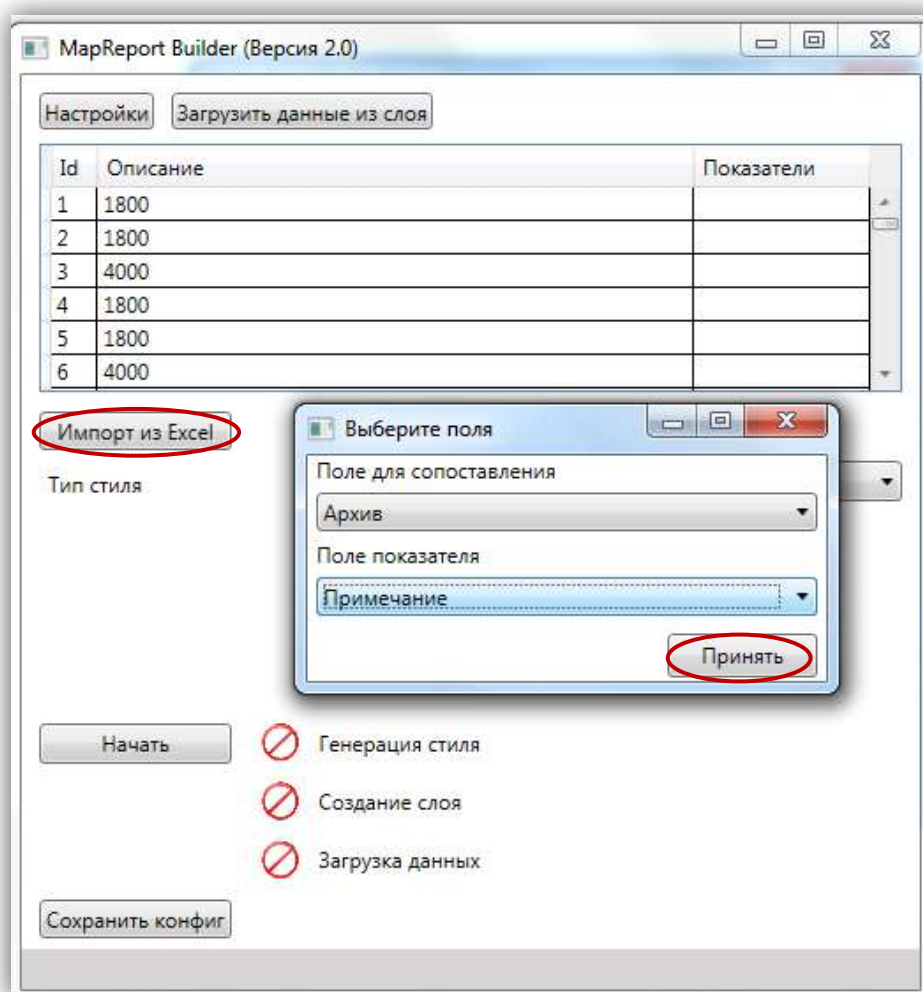 MapReport Builder (Версия 2.0)
Настройки Загрузить данные из слоя
Id Описание Показатели
1 1800
2 1800
3 4000
4 1800
5 1800
6 4000
Импорт из Excel
Тип стиля
Выберите поля
Поле для сопоставления
Архив
Поле показателя
Примечание
Принять
Начать Генерация стиля
Создание слоя
Загрузка данных
Сохранить конфиг